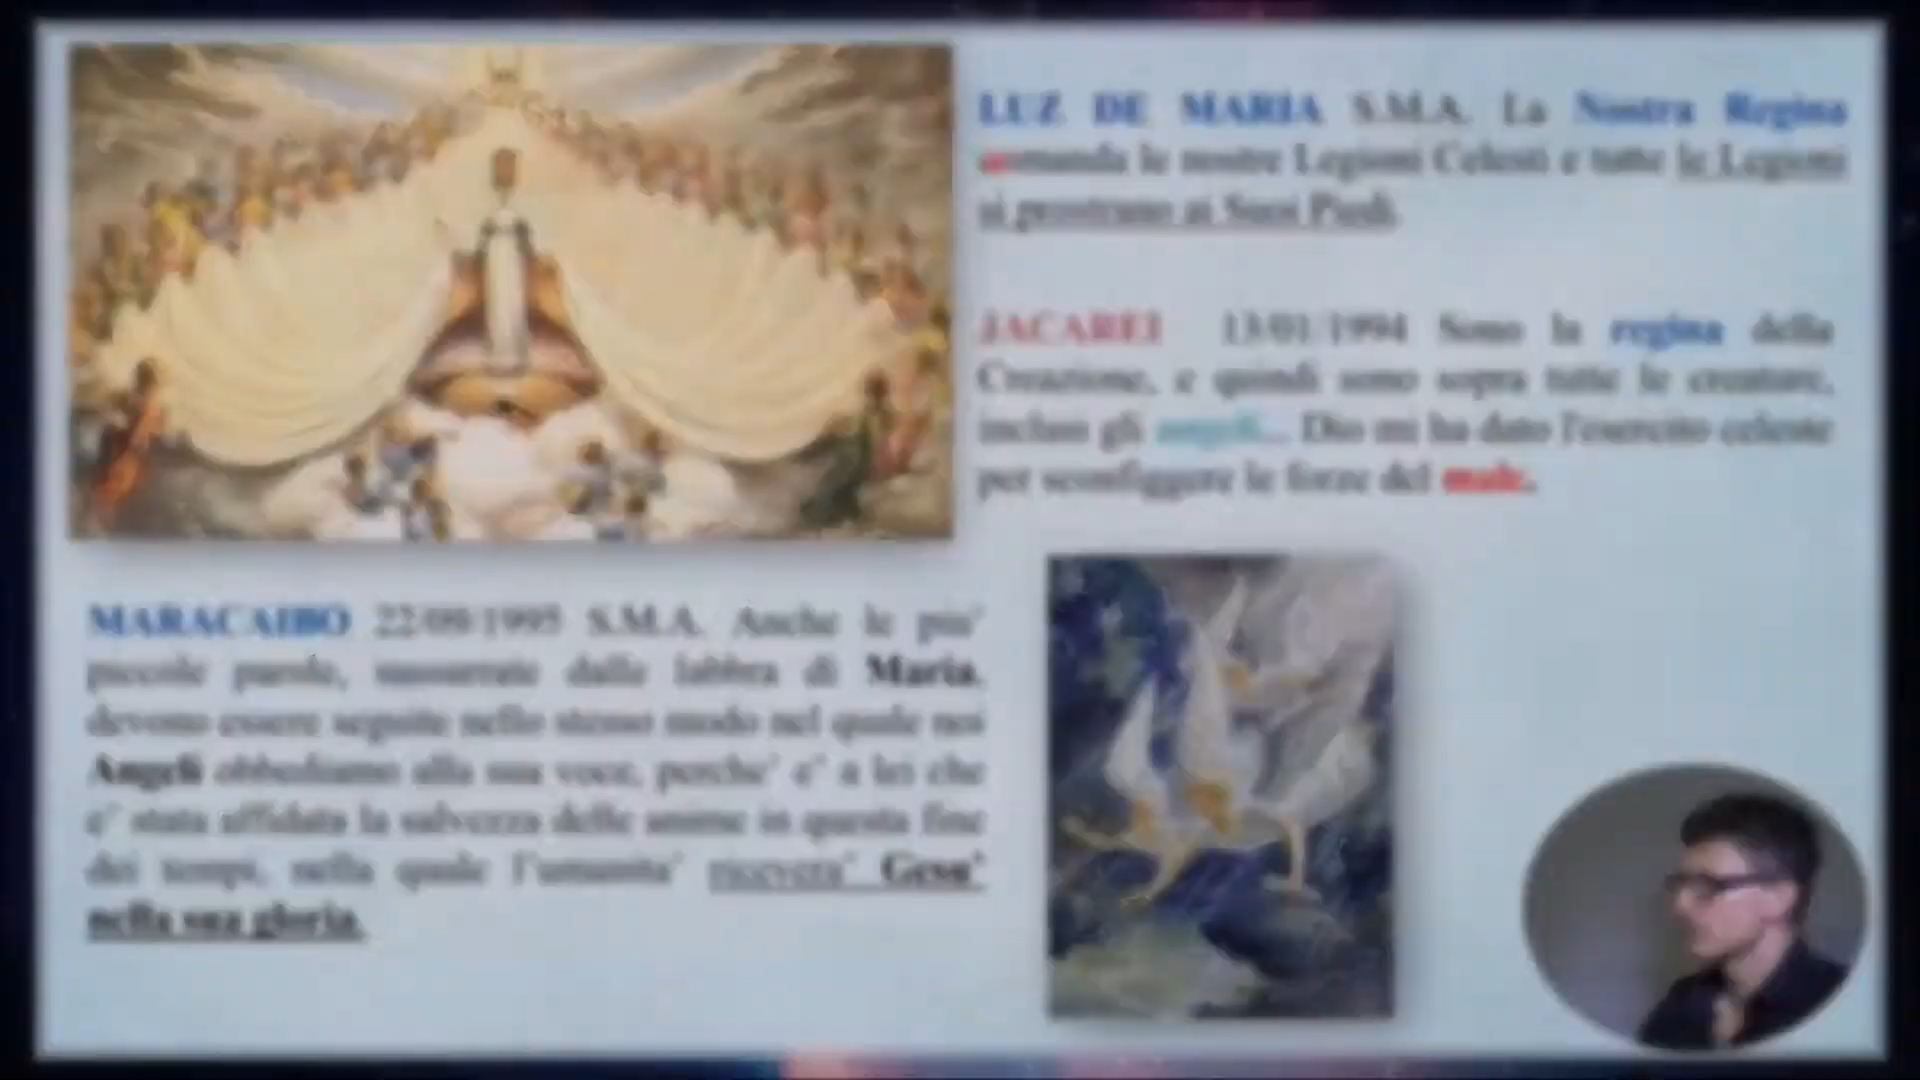 LUZ DE MARIA S.M.A. La Nostra Regina
comanda le nostre Legioni Celesti e tutte le Legioni
si prostrano ai Suoi Piedi.
JACAREI 13/01/1994 Sono la regina della
Creazione, e quindi sono sopra tutte le creature,
inclusi gli angeli... Dio mi ha dato l'esercito celeste
per sconfiggere le forze del male.
MARACAIBO S.M.A. Anche le piu'
piccole parole, sussurrate dalle labbra di Maria,
devono essere seguite nello stesso modo nel quale noi
Angeli obbediamo alla sua voce, perche' e' a lei che
e' stata affidata la salvezza delle anime in questa fine
dei tempi, nella quale l'umanita' ricevera' Gesu'
nella sua gloria.